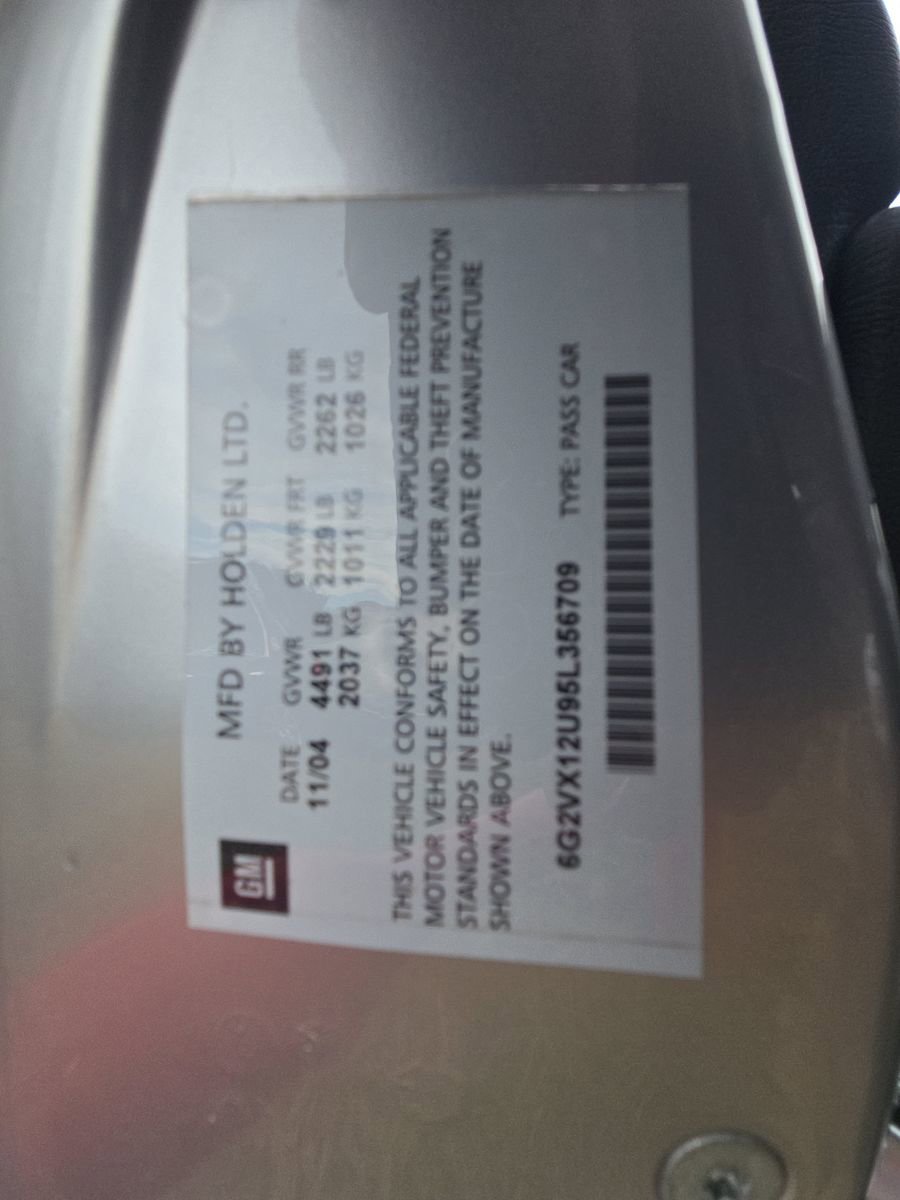 GM
MFD BY HOLDEN LTD.
DATE GVWR GVWR FRT GVWR RR
11/04 4491 LB 2229 LB 2262 LB
2037 KG 1011 KG 1026 KG
THIS VEHICLE CONFORMS TO ALL APPLICABLE FEDERAL
MOTOR VEHICLE SAFETY, BUMPER AND THEFT PREVENTION
STANDARDS IN EFFECT ON THE DATE OF MANUFACTURE
SHOWN ABOVE.
6G2VX12U95L356709 TYPE: PASS CAR